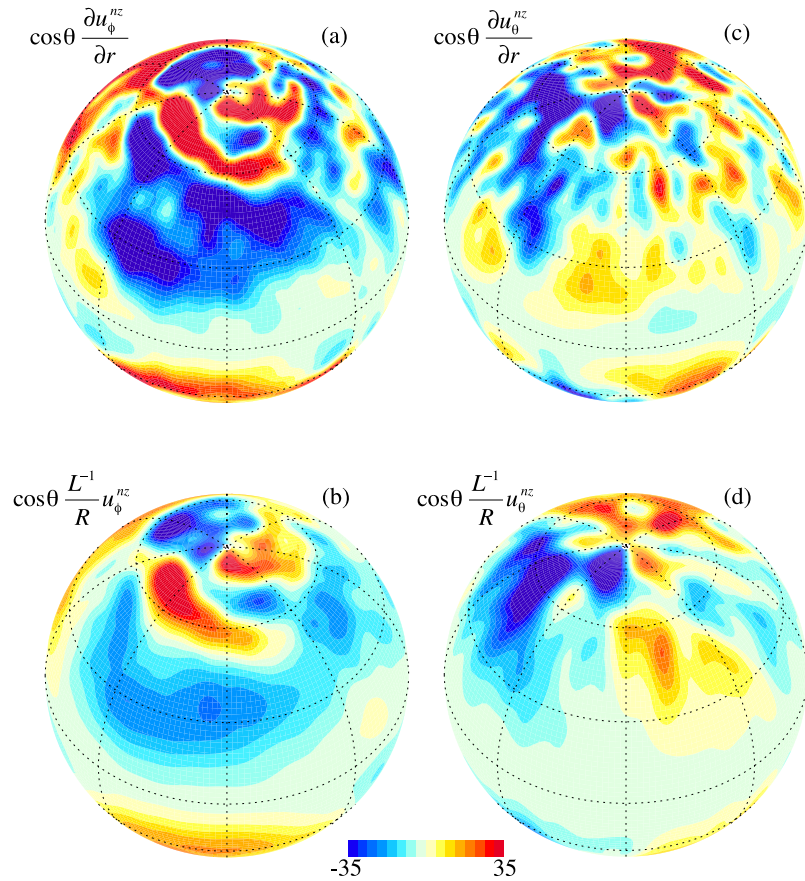 cosθ ∂u_ϕ^{nz}/∂r (a)
cosθ ∂u_θ^{nz}/∂r (c)
cosθ L^{-1}/R u_ϕ^{nz} (b)
cosθ L^{-1}/R u_θ^{nz} (d)
-35 35